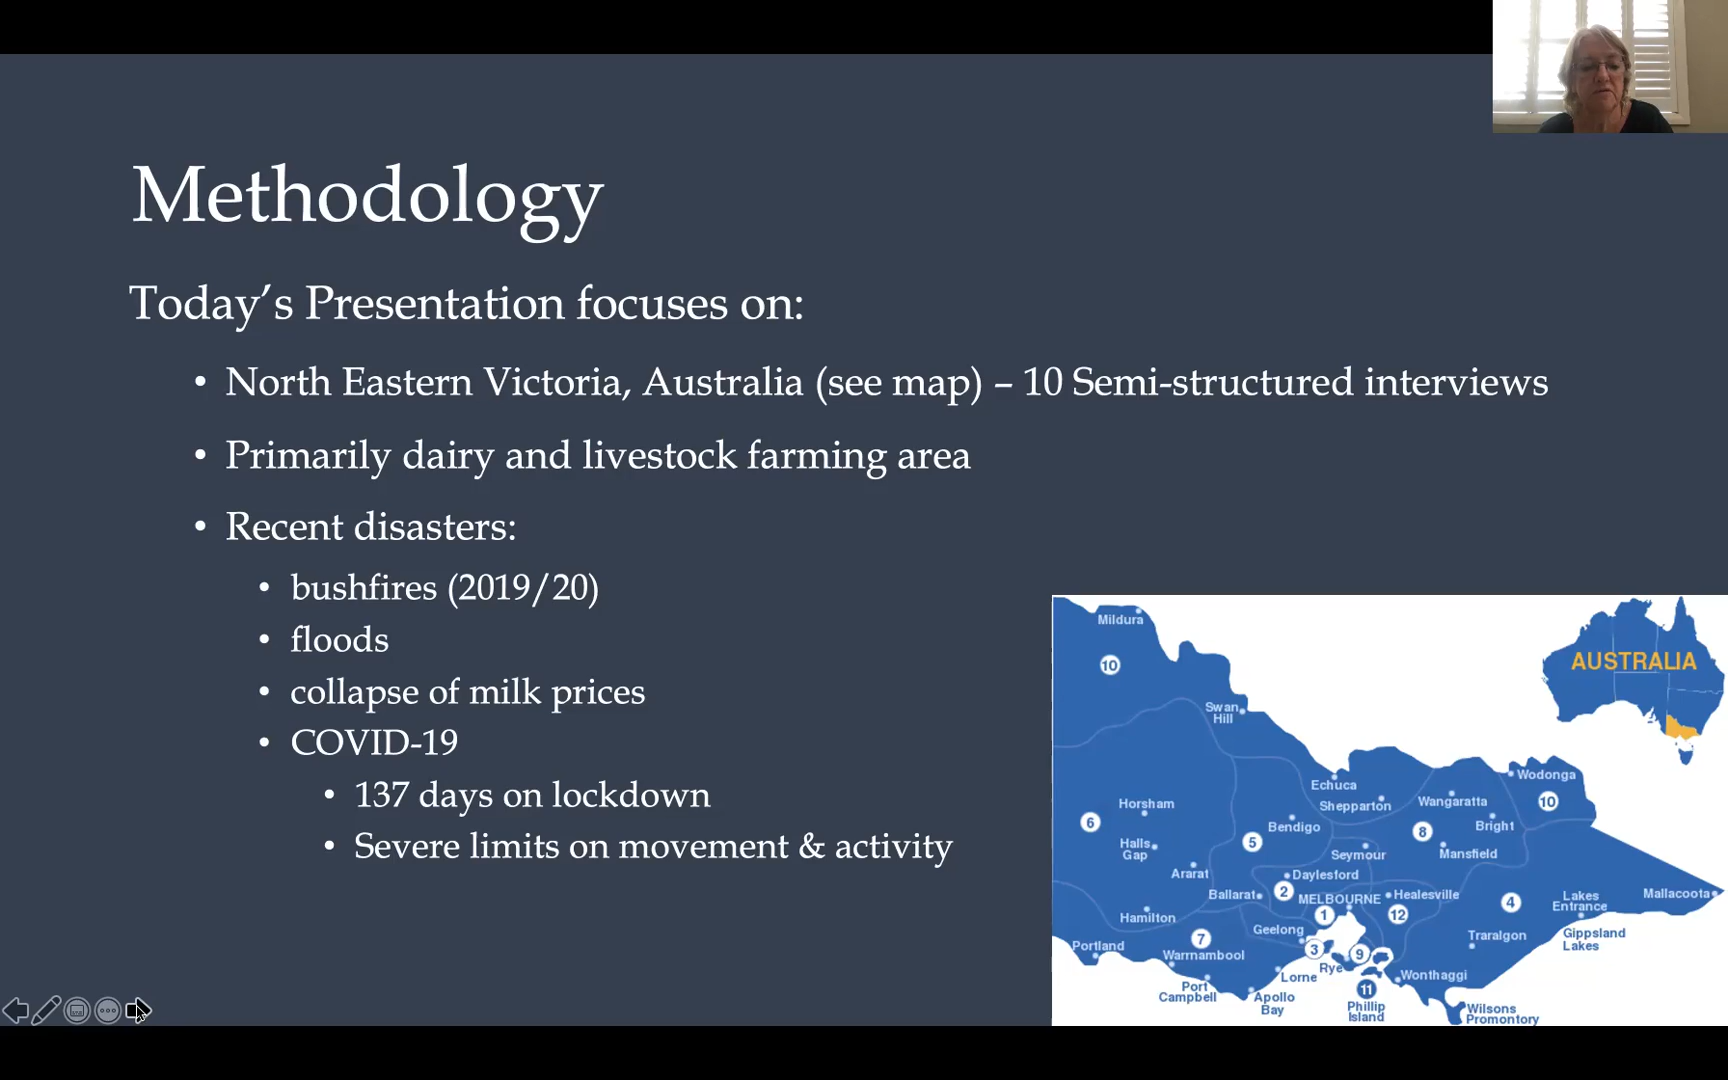 Methodology
Today’s Presentation focuses on:
• North Eastern Victoria, Australia (see map) – 10 Semi-structured interviews
• Primarily dairy and livestock farming area
• Recent disasters:
• bushfires (2019/20)
• floods
• collapse of milk prices
• COVID-19
• 137 days on lockdown
• Severe limits on movement & activity
Mildura
10
AUSTRALIA
Swan
Hill
Echuca
Shepparton
Wangaratta
Wodonga
10
Horsham
6
Bendigo
5
8
Bright
Halls
Gap
Seymour
Mansfield
Ararat
Daylesford
2
Ballarat
MELBOURNE
Healesville
1
12
4
Lakes
Entrance
Mallacoota
Hamilton
Geelong
Gippsland
Lakes
Portland
7
Warrnambool
3
9
Rye
Traralgon
Lorne
Wonthaggi
Port
Campbell
Apollo
Bay
11
Phillip
Island
Wilsons
Promontory